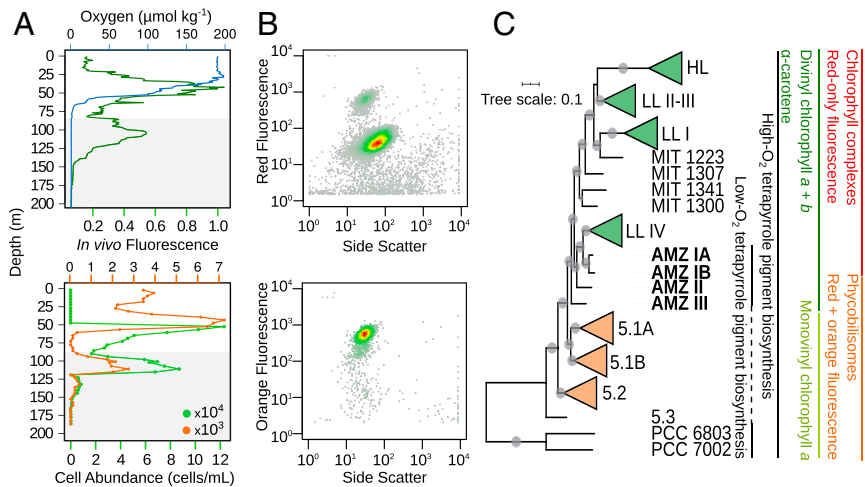 A
Oxygen (µmol kg⁻¹)
0 50 100 150 200
0
25
50
75
100
125
150
175
200
0.2 0.4 0.6 0.8 1.0
In vivo Fluorescence
Depth (m)
0 1 2 3 4 5 6 7
0
25
50
75
100
125
150
175
200
x10⁴
x10³
0 2 4 6 8 10 12
Cell Abundance (cells/mL)
B
10⁴
10³
10²
10¹
10⁰
Red Fluorescence
10⁰ 10¹ 10² 10³ 10⁴
Side Scatter
10⁴
10³
10²
10¹
10⁰
Orange Fluorescence
10⁰ 10¹ 10² 10³ 10⁴
Side Scatter
C
Tree scale: 0.1
HL
LL II-III
LL I
MIT 1223
MIT 1307
MIT 1341
MIT 1300
LL IV
AMZ IA
AMZ IB
AMZ II
AMZ III
5.1A
5.1B
5.2
5.3
PCC 6803
PCC 7002
Low-O₂ tetrapyrrole pigment biosynthesis
High-O₂ tetrapyrrole pigment biosynthesis
α-carotene
Divinyl chlorophyll a + b
Monovinyl chlorophyll a
Red-only fluorescence
Chlorophyll complexes
Red + orange fluorescence
Phycobilisomes